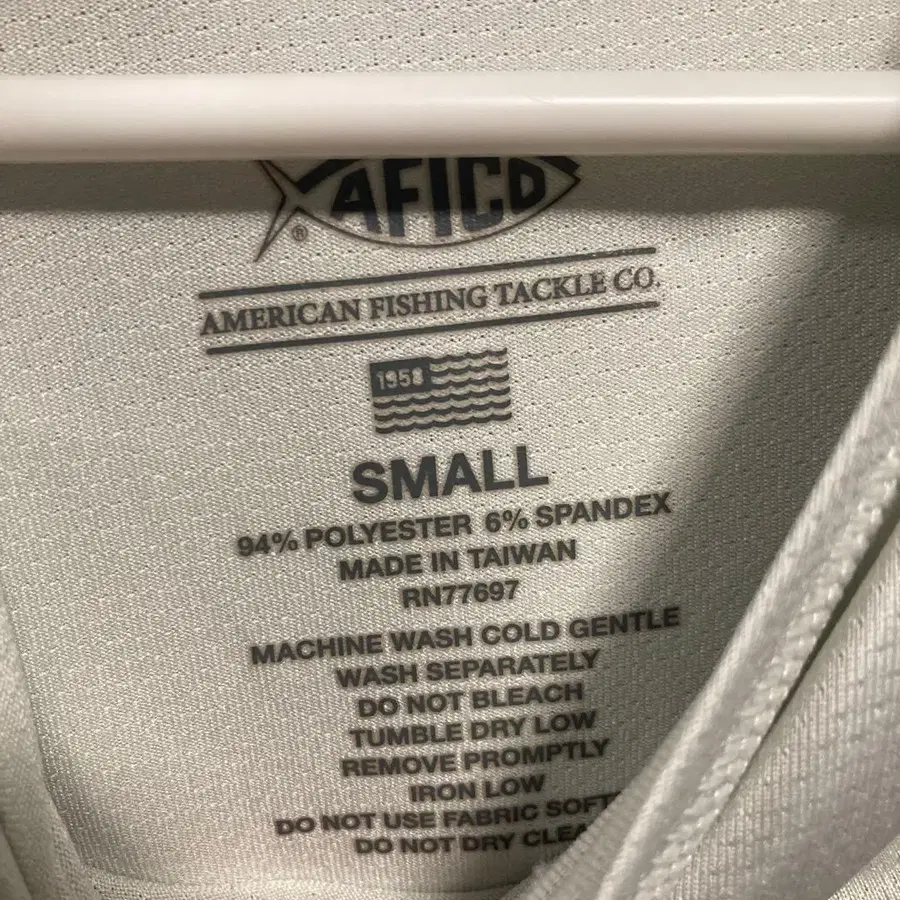 AFICO
®
AMERICAN FISHING TACKLE CO.
1958
SMALL
94% POLYESTER 6% SPANDEX
MADE IN TAIWAN
RN77697
MACHINE WASH COLD GENTLE
WASH SEPARATELY
DO NOT BLEACH
TUMBLE DRY LOW
REMOVE PROMPTLY
IRON LOW
DO NOT USE FABRIC
DO NOT DRY